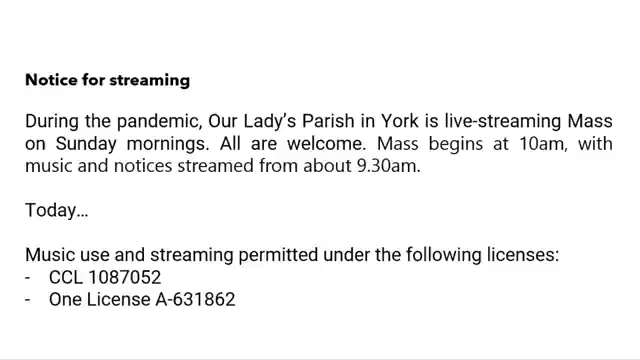 Notice for streaming
During the pandemic, Our Lady’s Parish in York is live-streaming Mass
on Sunday mornings. All are welcome. Mass begins at 10am, with
music and notices streamed from about 9.30am.
Today…
Music use and streaming permitted under the following licenses:
- CCL 1087052
- One License A-631862